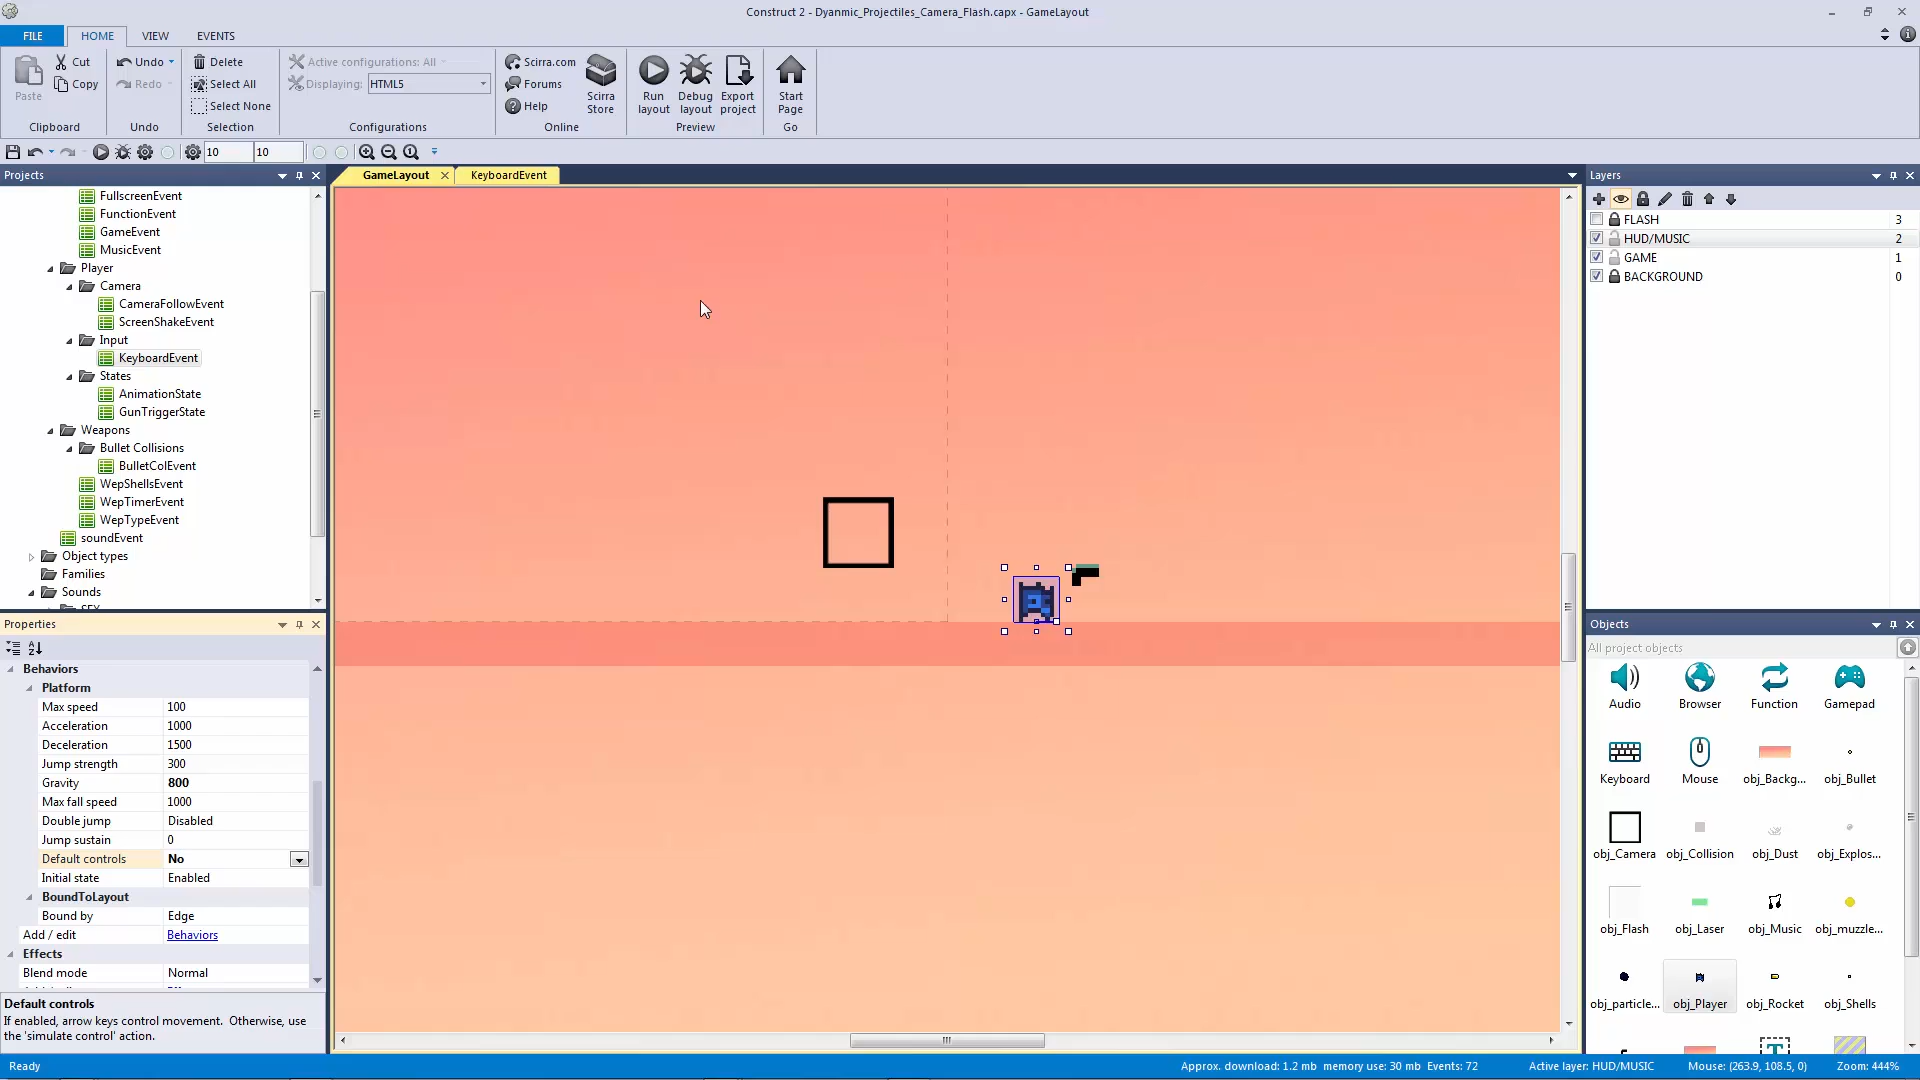 Construct 2 - Dyanmic_Projectiles_Camera_Flash.capx - GameLayout
FILE HOME VIEW EVENTS
Paste Cut Copy Clipboard
Undo Redo Undo
Delete Select All Select None Selection
Active configurations: All
Displaying: HTML5
Configurations
Scirra.com Forums Help Scirra Store Online
Run layout Debug layout Export project Preview
Start Page Go
10 10
Projects
FullscreenEvent
FunctionEvent
GameEvent
MusicEvent
Player
Camera
CameraFollowEvent
ScreenShakeEvent
Input
KeyboardEvent
States
AnimationState
GunTriggerState
Weapons
Bullet Collisions
BulletColEvent
WepShellsEvent
WepTimerEvent
WepTypeEvent
soundEvent
Object types
Families
Sounds
Properties
Behaviors
Platform
Max speed 100
Acceleration 1000
Deceleration 1500
Jump strength 300
Gravity 800
Max fall speed 1000
Double jump Disabled
Jump sustain 0
Default controls No
Initial state Enabled
BoundToLayout
Bound by Edge
Add / edit Behaviors
Effects
Blend mode Normal
Default controls
If enabled, arrow keys control movement. Otherwise, use
the 'simulate control' action.
GameLayout KeyboardEvent
Layers
FLASH 3
HUD/MUSIC 2
GAME 1
BACKGROUND 0
Objects
All project objects
Audio Browser Function Gamepad
Keyboard Mouse obj_Backg... obj_Bullet
obj_Camera obj_Collision obj_Dust obj_Explos...
obj_Flash obj_Laser obj_Music obj_muzzle...
obj_particle... obj_Player obj_Rocket obj_Shells
Ready Approx. download: 1.2 mb memory use: 30 mb Events: 72 Active layer: HUD/MUSIC Mouse: (263.9, 108.5, 0) Zoom: 444%